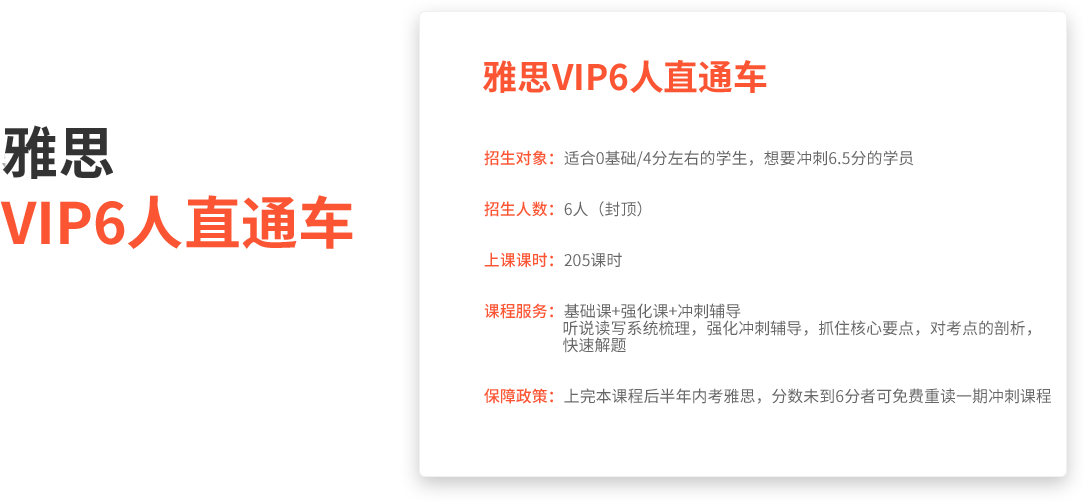 雅思
VIP6人直通车
雅思VIP6人直通车
招生对象：适合0基础/4分左右的学生，想要冲刺6.5分的学员
招生人数：6人（封顶）
上课课时：205课时
课程服务：基础课+强化课+冲刺辅导
听说读写系统梳理，强化冲刺辅导，抓住核心要点，对考点的剖析，
快速解题
保障政策：上完本课程后半年内考雅思，分数未到6分者可免费重读一期冲刺课程